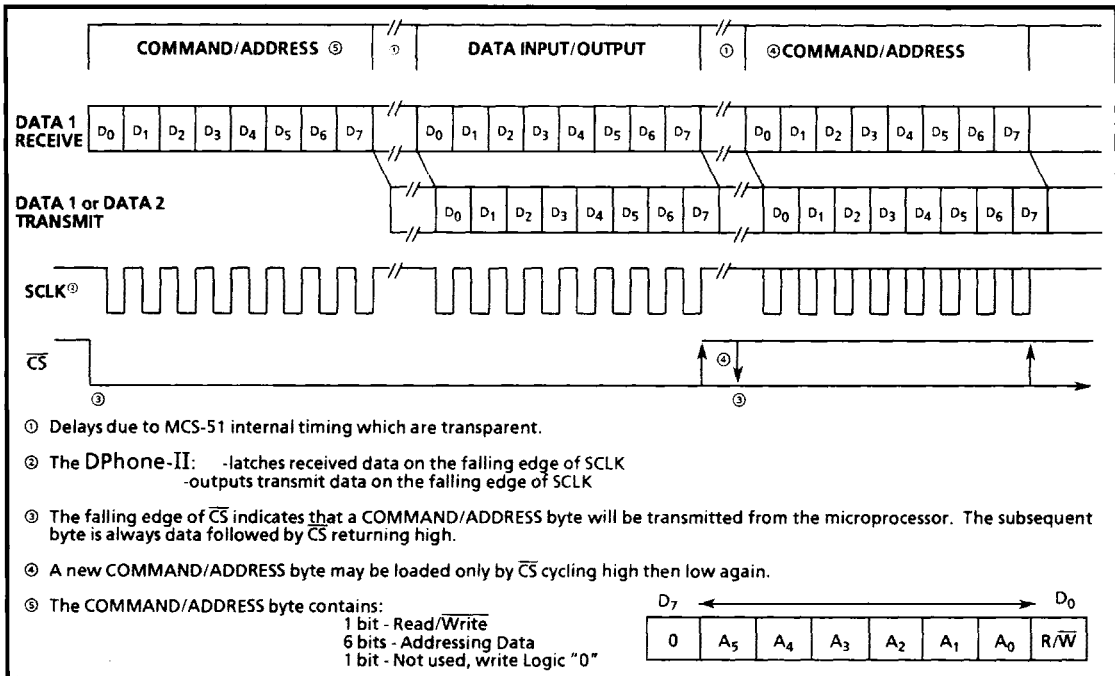 COMMAND/ADDRESS ⑤ ① DATA INPUT/OUTPUT ① ④ COMMAND/ADDRESS
DATA 1
RECEIVE
D₀ D₁ D₂ D₃ D₄ D₅ D₆ D₇ D₀ D₁ D₂ D₃ D₄ D₅ D₆ D₇ D₀ D₁ D₂ D₃ D₄ D₅ D₆ D₇
DATA 1 or DATA 2
TRANSMIT
D₀ D₁ D₂ D₃ D₄ D₅ D₆ D₇ D₀ D₁ D₂ D₃ D₄ D₅ D₆ D₇
SCLK②
C̅S̅ ④
③ ③
① Delays due to MCS-51 internal timing which are transparent.
② The DPhone-II: -latches received data on the falling edge of SCLK
-outputs transmit data on the falling edge of SCLK
③ The falling edge of C̅S̅ indicates that a COMMAND/ADDRESS byte will be transmitted from the microprocessor. The subsequent
byte is always data followed by C̅S̅ returning high.
④ A new COMMAND/ADDRESS byte may be loaded only by C̅S̅ cycling high then low again.
⑤ The COMMAND/ADDRESS byte contains:
1 bit - Read/W̅r̅i̅t̅e̅
6 bits - Addressing Data
1 bit - Not used, write Logic "0"
D₇ D₀
0 A₅ A₄ A₃ A₂ A₁ A₀ R/W̅